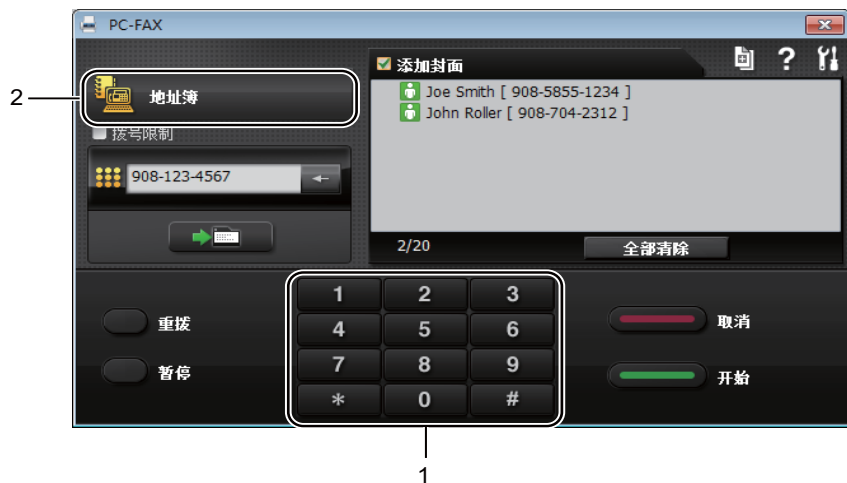 PC-FAX
添加封面
?
2
地址簿
Joe Smith [ 908-5855-1234 ]
John Roller [ 908-704-2312 ]
拨号限制
908-123-4567
2/20
全部清除
1 2 3
重拨
取消
4 5 6
7 8 9
暂停
开始
* 0 #
1